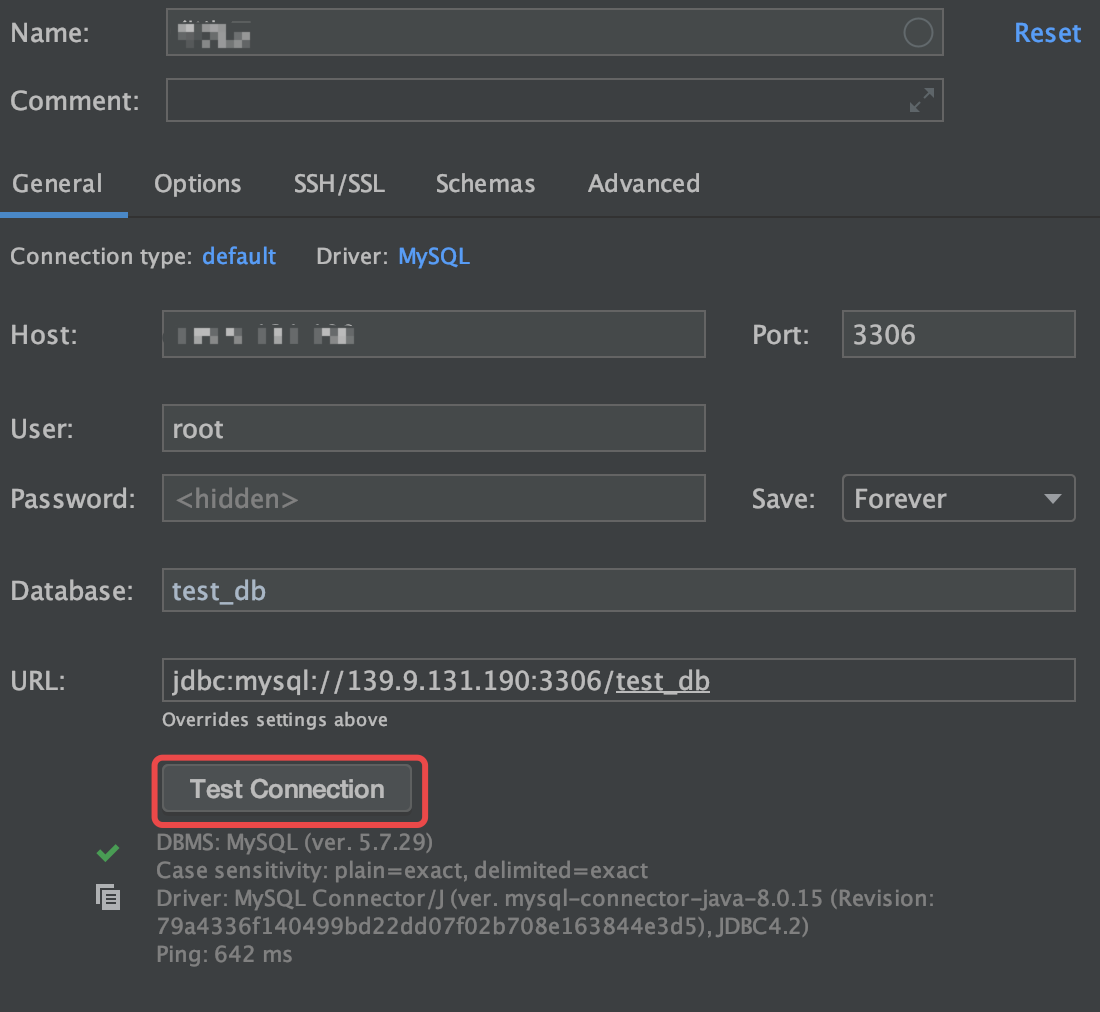 Name: Reset
Comment:
General Options SSH/SSL Schemas Advanced
Connection type: default Driver: MySQL
Host: Port: 3306
User: root
Password: <hidden> Save: Forever
Database: test_db
URL: jdbc:mysql://139.9.131.190:3306/test_db
Overrides settings above
Test Connection
DBMS: MySQL (ver. 5.7.29)
Case sensitivity: plain=exact, delimited=exact
Driver: MySQL Connector/J (ver. mysql-connector-java-8.0.15 (Revision:
79a4336f140499bd22dd07f02b708e163844e3d5), JDBC4.2)
Ping: 642 ms